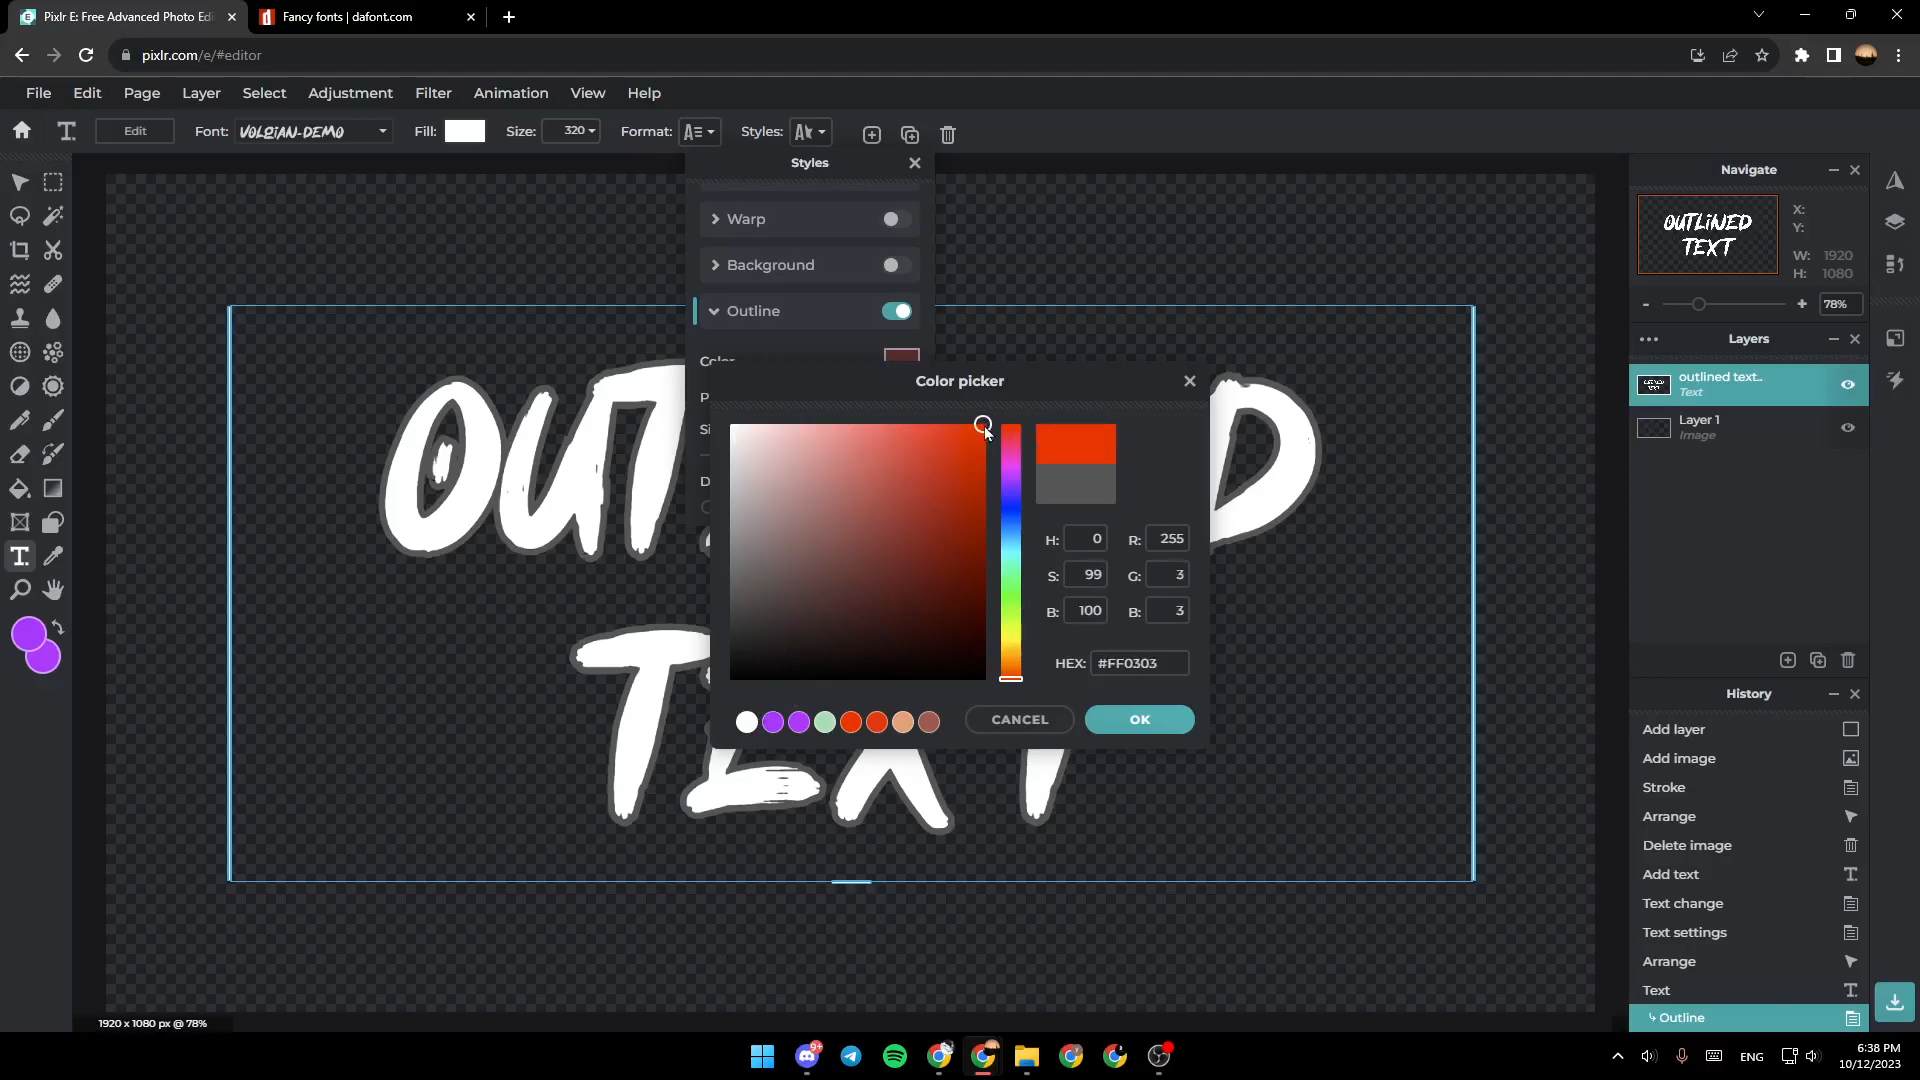 Pixlr E: Free Advanced Photo Edi
Fancy fonts | dafont.com
pixlr.com/e/#editor
File Edit Page Layer Select Adjustment Filter Animation View Help
Edit Font: VOLGiAN-DEMO Fill: Size: 320 Format: Styles:
Styles
Warp
Background
Outline
Color
Color picker
H: 0 R: 255
S: 99 G: 3
B: 100 B: 3
HEX: #FF0303
CANCEL OK
TEXT
1920 x 1080 px @ 78%
Navigate
OUTLiNED
TEXT
X:
Y:
W: 1920
H: 1080
- + 78%
Layers
outlined text..
Text
Layer 1
Image
History
Add layer
Add image
Stroke
Arrange
Delete image
Add text
Text change
Text settings
Arrange
Text
Outline
9+
ENG
6:38 PM
10/12/2023